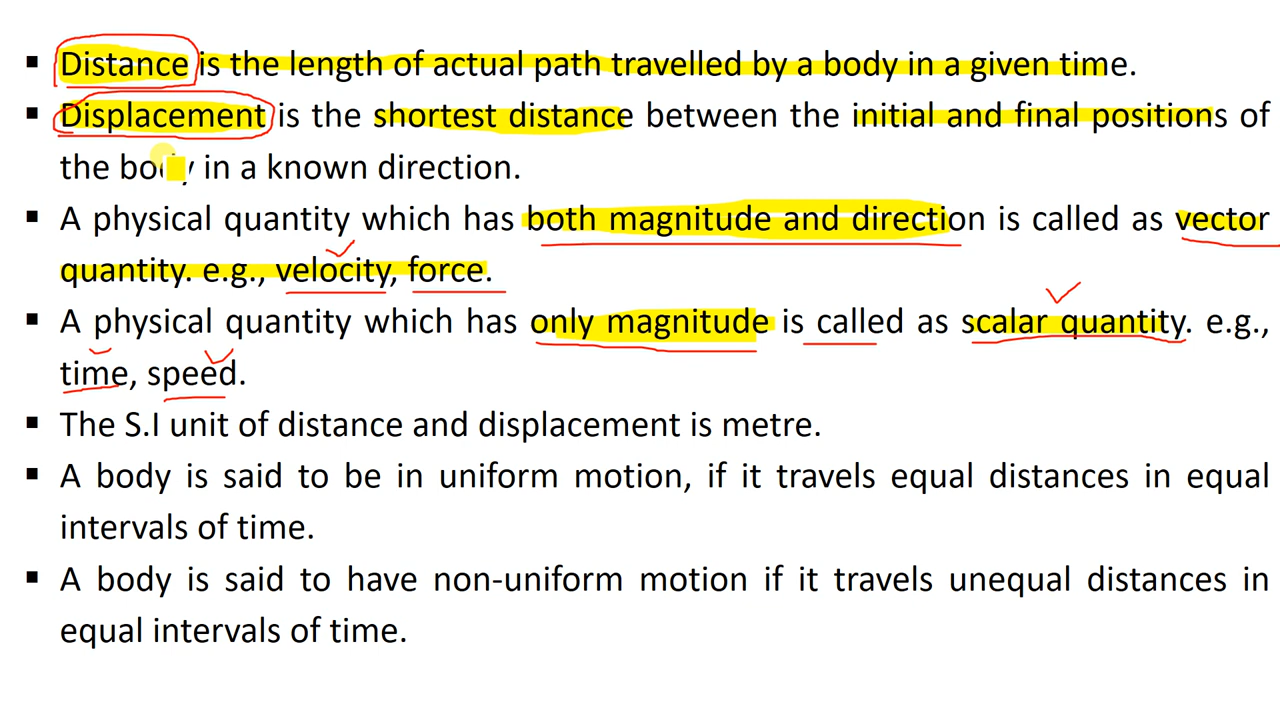 ▪ Distance is the length of actual path travelled by a body in a given time.
▪ Displacement is the shortest distance between the initial and final positions of
the body in a known direction.
▪ A physical quantity which has both magnitude and direction is called as vector
quantity. e.g., velocity, force.
▪ A physical quantity which has only magnitude is called as scalar quantity. e.g.,
time, speed.
▪ The S.I unit of distance and displacement is metre.
▪ A body is said to be in uniform motion, if it travels equal distances in equal
intervals of time.
▪ A body is said to have non-uniform motion if it travels unequal distances in
equal intervals of time.